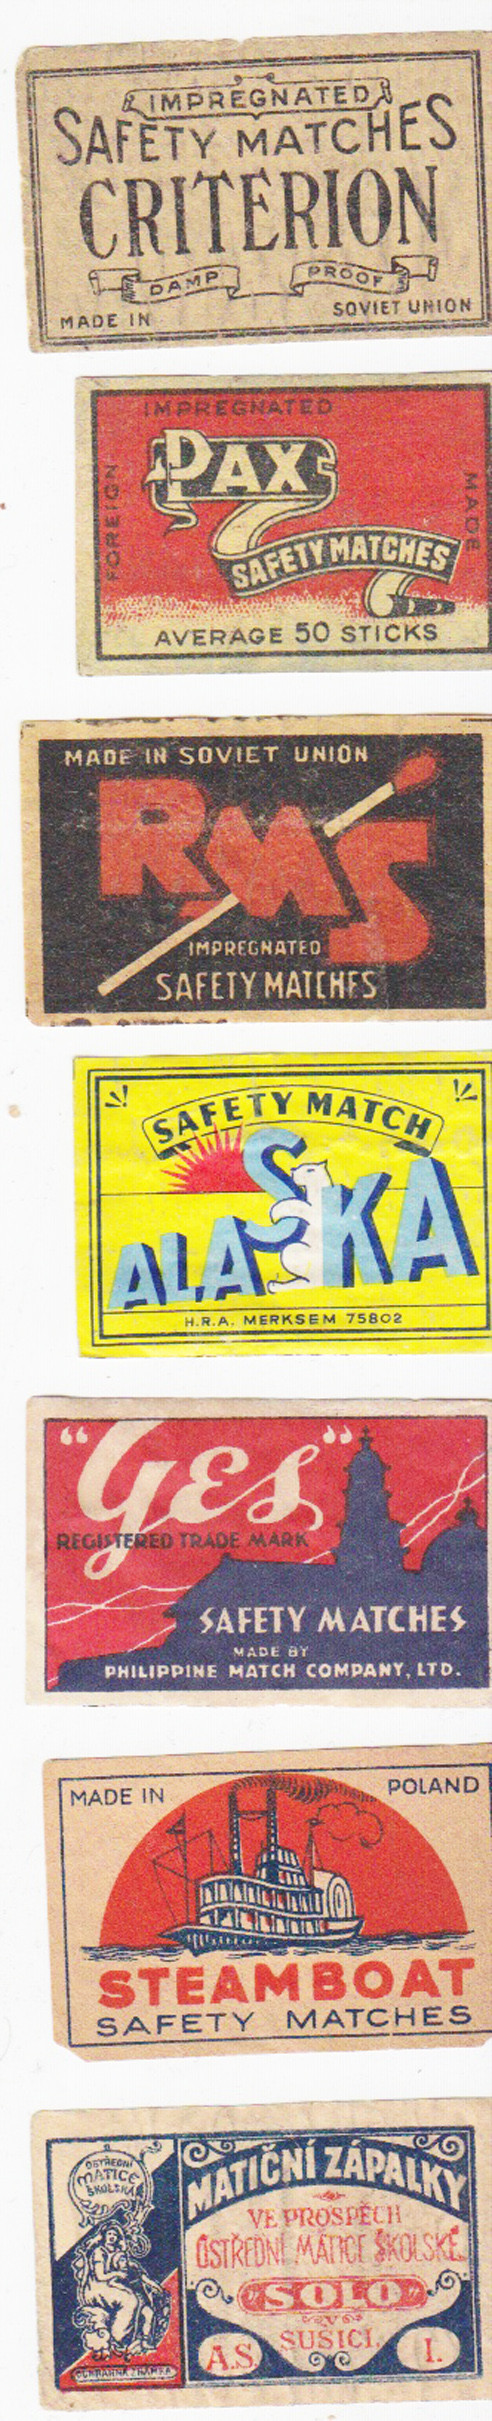 IMPREGNATED
SAFETY MATCHES
CRITERION
DAMP PROOF
MADE IN SOVIET UNION
IMPREGNATED
FOREIGN
PAX
MADE
SAFETY MATCHES
AVERAGE 50 STICKS
MADE IN SOVIET UNION
RMS
IMPREGNATED
SAFETY MATCHES
SAFETY MATCH
ALASKA
H.R.A. MERKSEM 75802
"Ges"
REGISTERED TRADE MARK
SAFETY MATCHES
MADE BY
PHILIPPINE MATCH COMPANY, LTD.
MADE IN POLAND
STEAMBOAT
SAFETY MATCHES
OSTŘEDNÍ
MATICE
ŠKOLSKÁ
OCHRANNÁ ZNÁMKA
MATIČNÍ ZÁPALKY
VE PROSPĚCH
ÚSTŘEDNÍ MATICE ŠKOLSKÉ
SOLO
V
SUŠICI.
A.S. I.